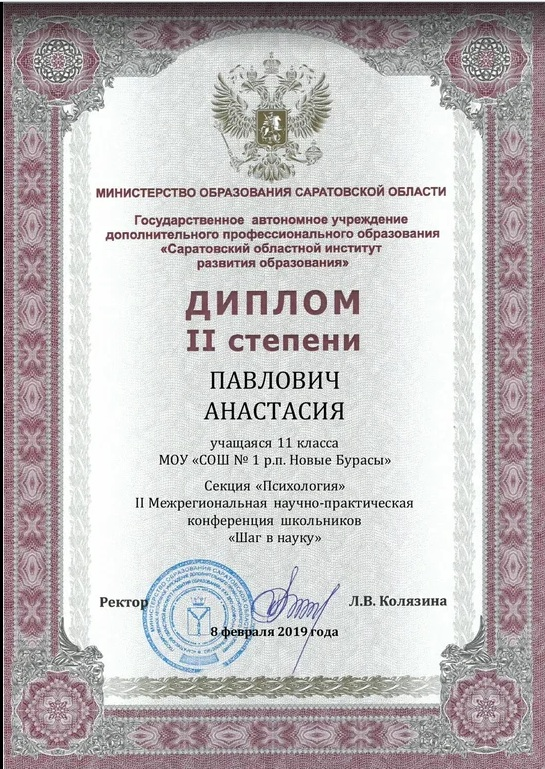 МИНИСТЕРСТВО ОБРАЗОВАНИЯ САРАТОВСКОЙ ОБЛАСТИ
Государственное автономное учреждение
дополнительного профессионального образования
«Саратовский областной институт
развития образования»
ДИПЛОМ
II степени
ПАВЛОВИЧ
АНАСТАСИЯ
учащаяся 11 класса
МОУ «СОШ № 1 р.п. Новые Бурасы»
Секция «Психология»
II Межрегиональная научно-практическая
конференция школьников
«Шаг в науку»
Ректор Л.В. Колязина
8 февраля 2019 года